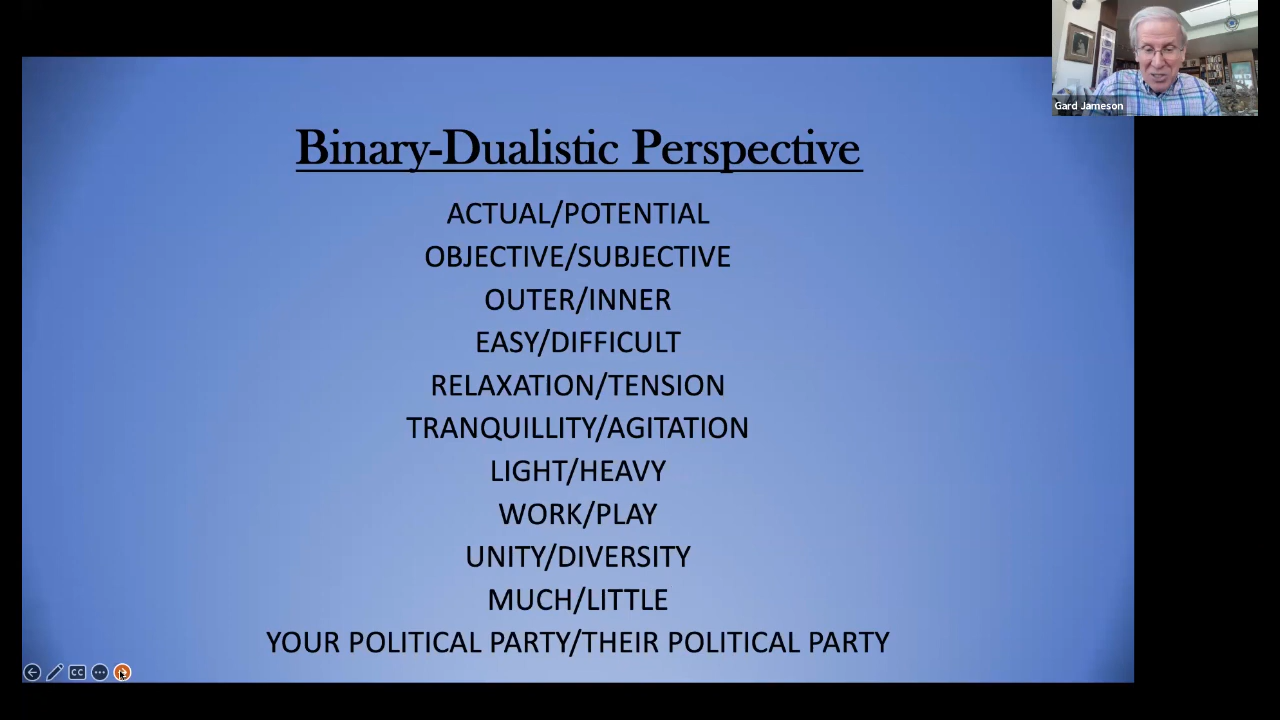 Binary-Dualistic Perspective
ACTUAL/POTENTIAL
OBJECTIVE/SUBJECTIVE
OUTER/INNER
EASY/DIFFICULT
RELAXATION/TENSION
TRANQUILLITY/AGITATION
LIGHT/HEAVY
WORK/PLAY
UNITY/DIVERSITY
MUCH/LITTLE
YOUR POLITICAL PARTY/THEIR POLITICAL PARTY
Gard Jameson
CC